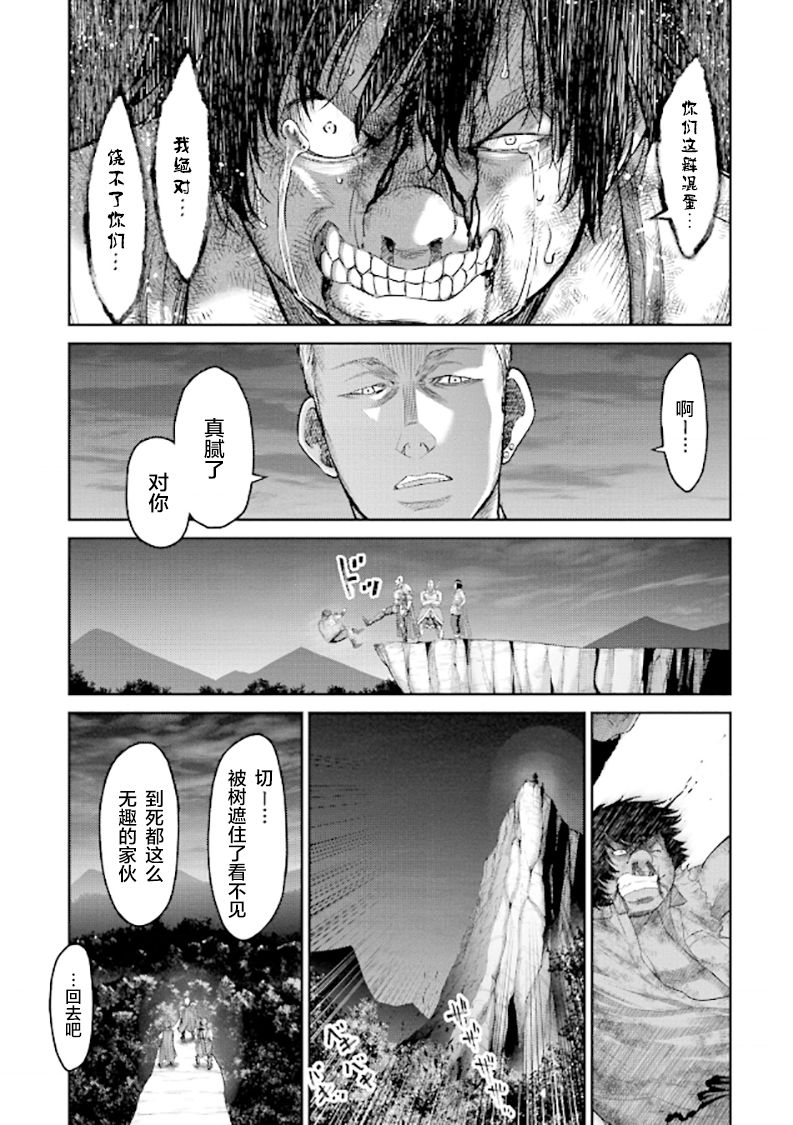 你们这群混蛋…
我绝对…
饶不了你们…
啊ー…
真腻了
对你
ドッ
切ー…
被树遮住了看不见
到死都这么
无趣的家伙
…回去吧